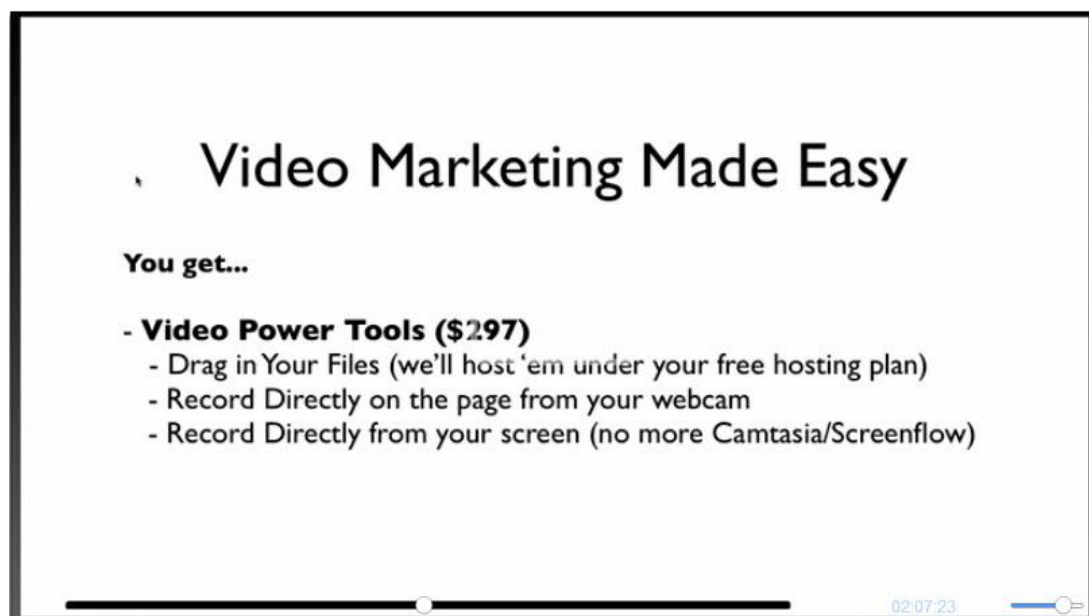 Video Marketing Made Easy
You get...
- Video Power Tools ($297)
- Drag in Your Files (we'll host 'em under your free hosting plan)
- Record Directly on the page from your webcam
- Record Directly from your screen (no more Camtasia/Screenflow)
02:07:23